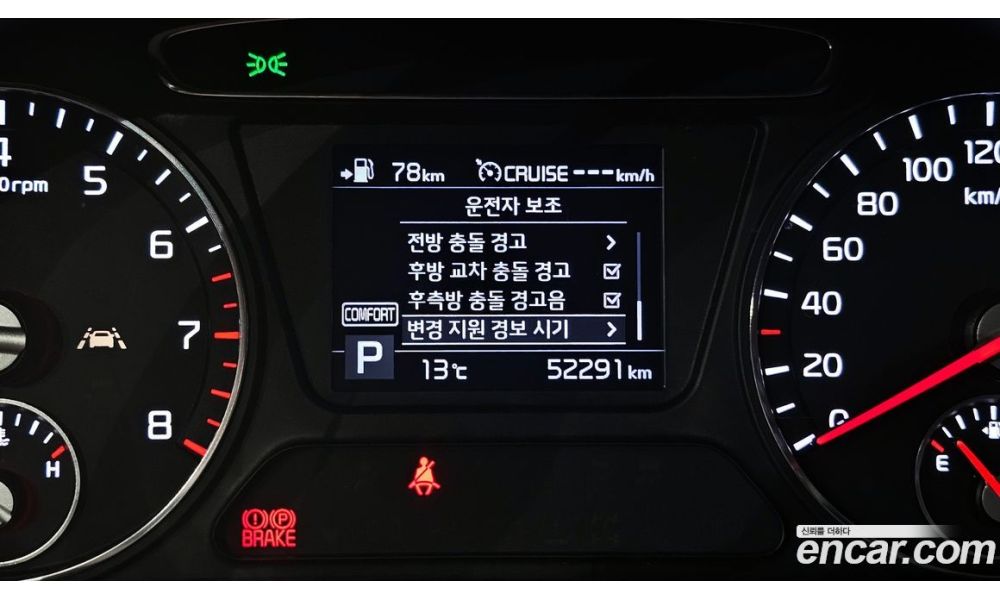 78km CRUISE ---km/h
운전자 보조
전방 충돌 경고
후방 교차 충돌 경고
후측방 충돌 경고음
변경 지원 경보 시기
COMFORT
P
13℃ 52291km
4
5
6
7
8
0rpm
H
0
20
40
60
80
100
120
km/
E
(!)(P)
BRAKE
신뢰를 더하다
encar.com